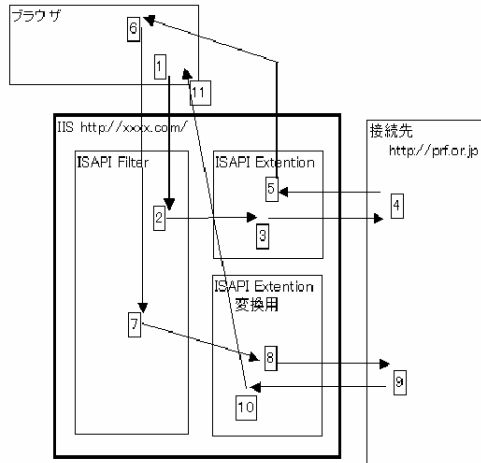 ブラウザ
6
1
11
IIS http://xxxx.com/
接続先
http://prf.or.jp
ISAPI Filter
ISAPI Extention
5
4
2
3
ISAPI Extention
変換用
7
8
9
10